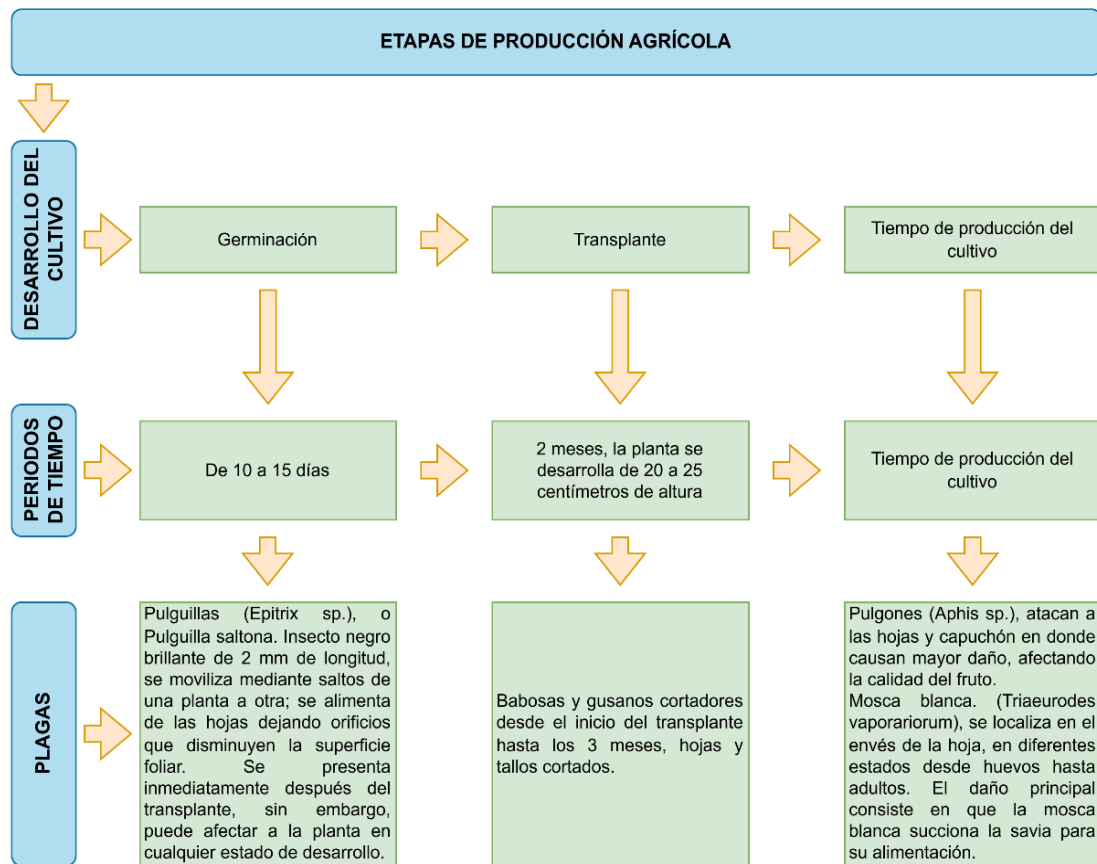 ETAPAS DE PRODUCCIÓN AGRÍCOLA
DESARROLLO DEL
CULTIVO
Germinación
Transplante
Tiempo de producción del
cultivo
PERIODOS
DE TIEMPO
De 10 a 15 días
2 meses, la planta se
desarrolla de 20 a 25
centímetros de altura
Tiempo de producción del
cultivo
PLAGAS
Pulguillas (Epitrix sp.), o
Pulguilla saltona. Insecto negro
brillante de 2 mm de longitud,
se moviliza mediante saltos de
una planta a otra; se alimenta
de las hojas dejando orificios
que disminuyen la superficie
foliar. Se presenta
inmediatamente después del
transplante, sin embargo,
puede afectar a la planta en
cualquier estado de desarrollo.
Babosas y gusanos cortadores
desde el inicio del transplante
hasta los 3 meses, hojas y
tallos cortados.
Pulgones (Aphis sp.), atacan a
las hojas y capuchón en donde
causan mayor daño, afectando
la calidad del fruto.
Mosca blanca. (Triaeurodes
vaporariorum), se localiza en el
envés de la hoja, en diferentes
estados desde huevos hasta
adultos. El daño principal
consiste en que la mosca
blanca succiona la savia para
su alimentación.